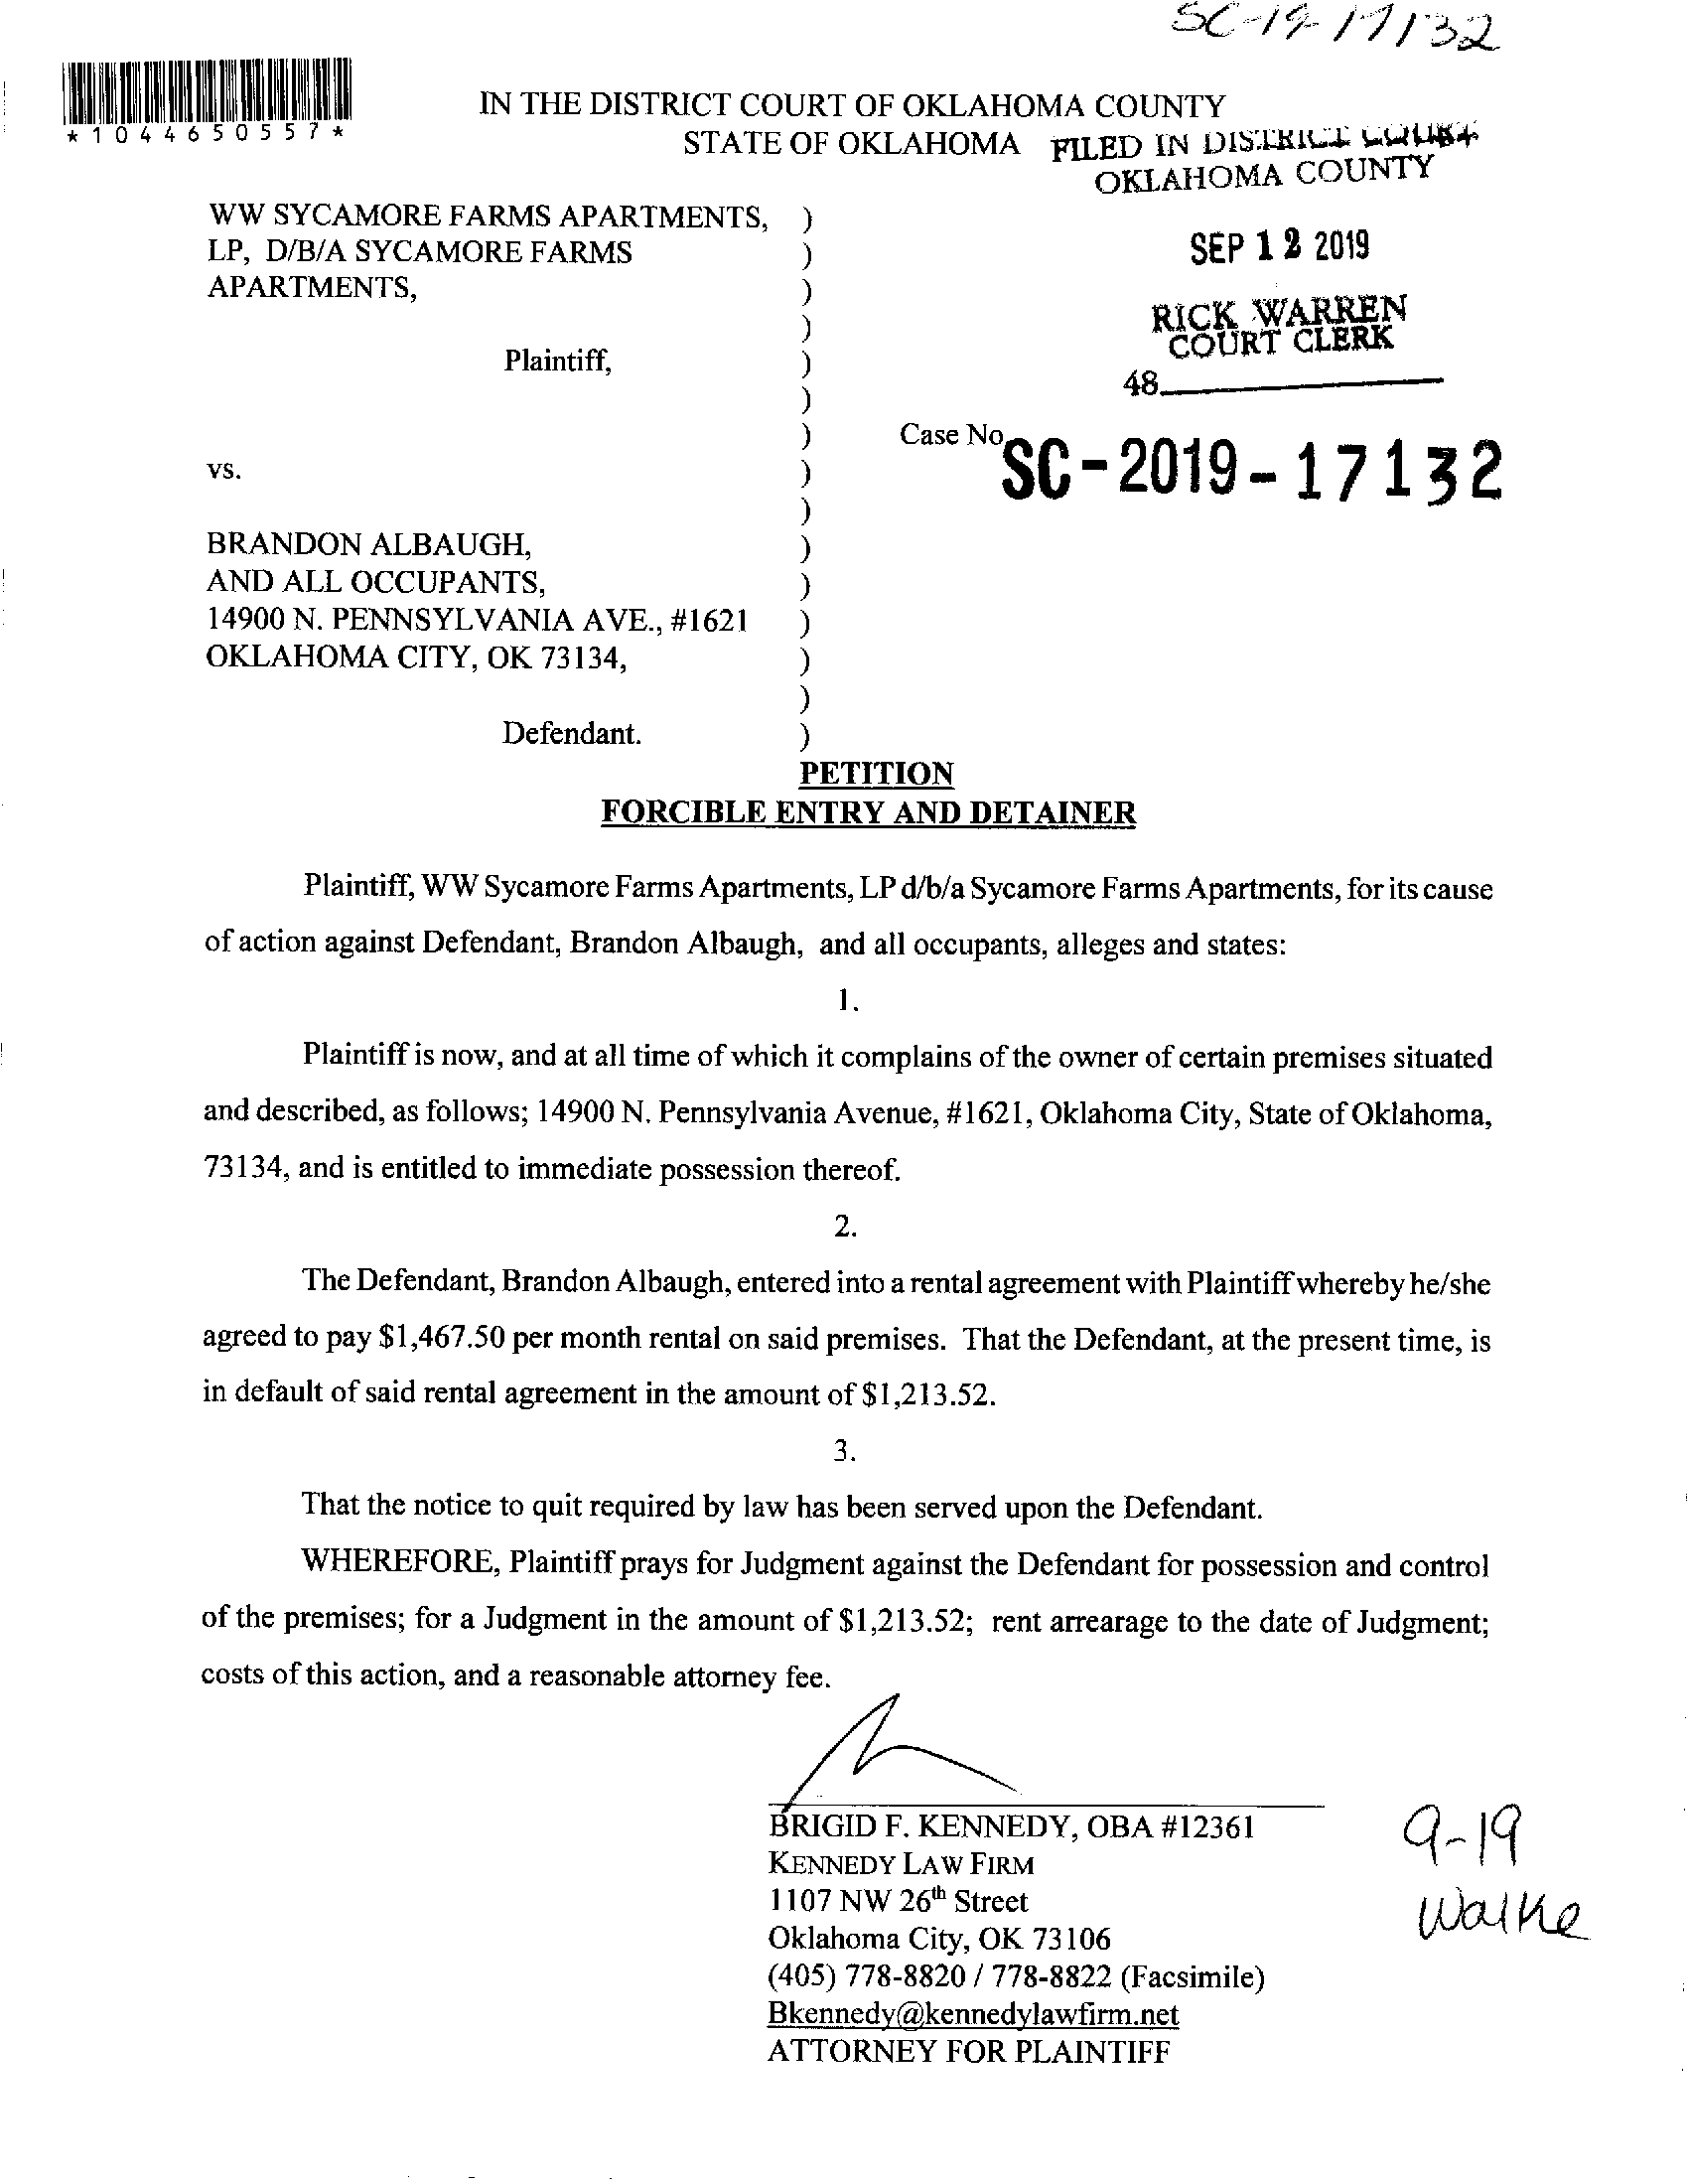 SC-19-17132
*1044650557*
IN THE DISTRICT COURT OF OKLAHOMA COUNTY
STATE OF OKLAHOMA
FILED IN DISTRICT COURT
OKLAHOMA COUNTY
WW SYCAMORE FARMS APARTMENTS, )
LP, D/B/A SYCAMORE FARMS )
APARTMENTS, )
)
SEP 12 2019
RICK WARREN
COURT CLERK
48
Plaintiff, )
)
)
Case No.
SC-2019-17132
vs. )
)
BRANDON ALBAUGH, )
AND ALL OCCUPANTS, )
14900 N. PENNSYLVANIA AVE., #1621 )
OKLAHOMA CITY, OK 73134, )
)
Defendant. )
PETITION
FORCIBLE ENTRY AND DETAINER
Plaintiff, WW Sycamore Farms Apartments, LP d/b/a Sycamore Farms Apartments, for its cause
of action against Defendant, Brandon Albaugh, and all occupants, alleges and states:
1.
Plaintiff is now, and at all time of which it complains of the owner of certain premises situated
and described, as follows; 14900 N. Pennsylvania Avenue, #1621, Oklahoma City, State of Oklahoma,
73134, and is entitled to immediate possession thereof.
2.
The Defendant, Brandon Albaugh, entered into a rental agreement with Plaintiff whereby he/she
agreed to pay $1,467.50 per month rental on said premises. That the Defendant, at the present time, is
in default of said rental agreement in the amount of $1,213.52.
3.
That the notice to quit required by law has been served upon the Defendant.
WHEREFORE, Plaintiff prays for Judgment against the Defendant for possession and control
of the premises; for a Judgment in the amount of $1,213.52; rent arrearage to the date of Judgment;
costs of this action, and a reasonable attorney fee.
BRIGID F. KENNEDY, OBA #12361
KENNEDY LAW FIRM
1107 NW 26th Street
Oklahoma City, OK 73106
(405) 778-8820 / 778-8822 (Facsimile)
Bkennedy@kennedylawfirm.net
ATTORNEY FOR PLAINTIFF
9-19
Walke